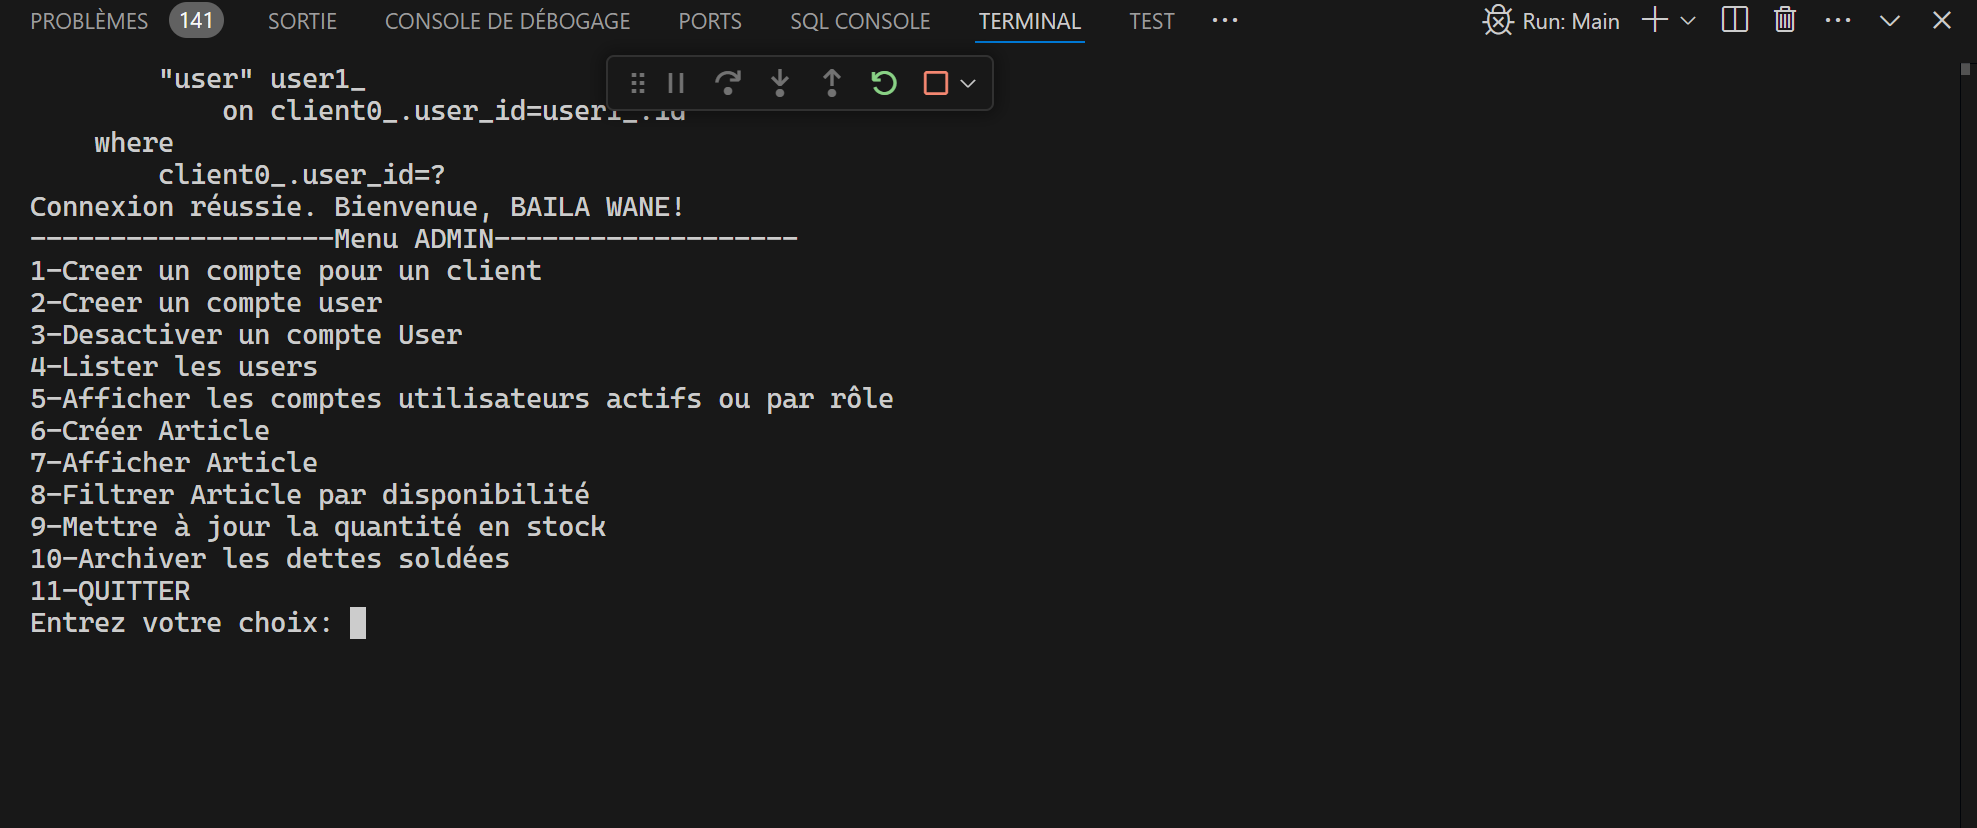 PROBLÈMES 141 SORTIE CONSOLE DE DÉBOGAGE PORTS SQL CONSOLE TERMINAL TEST ··· Run: Main
"user" user1_
on client0_.user_id=user1_.id
where
client0_.user_id=?
Connexion réussie. Bienvenue, BAILA WANE!
-------------------Menu ADMIN-------------------
1-Creer un compte pour un client
2-Creer un compte user
3-Desactiver un compte User
4-Lister les users
5-Afficher les comptes utilisateurs actifs ou par rôle
6-Créer Article
7-Afficher Article
8-Filtrer Article par disponibilité
9-Mettre à jour la quantité en stock
10-Archiver les dettes soldées
11-QUITTER
Entrez votre choix: